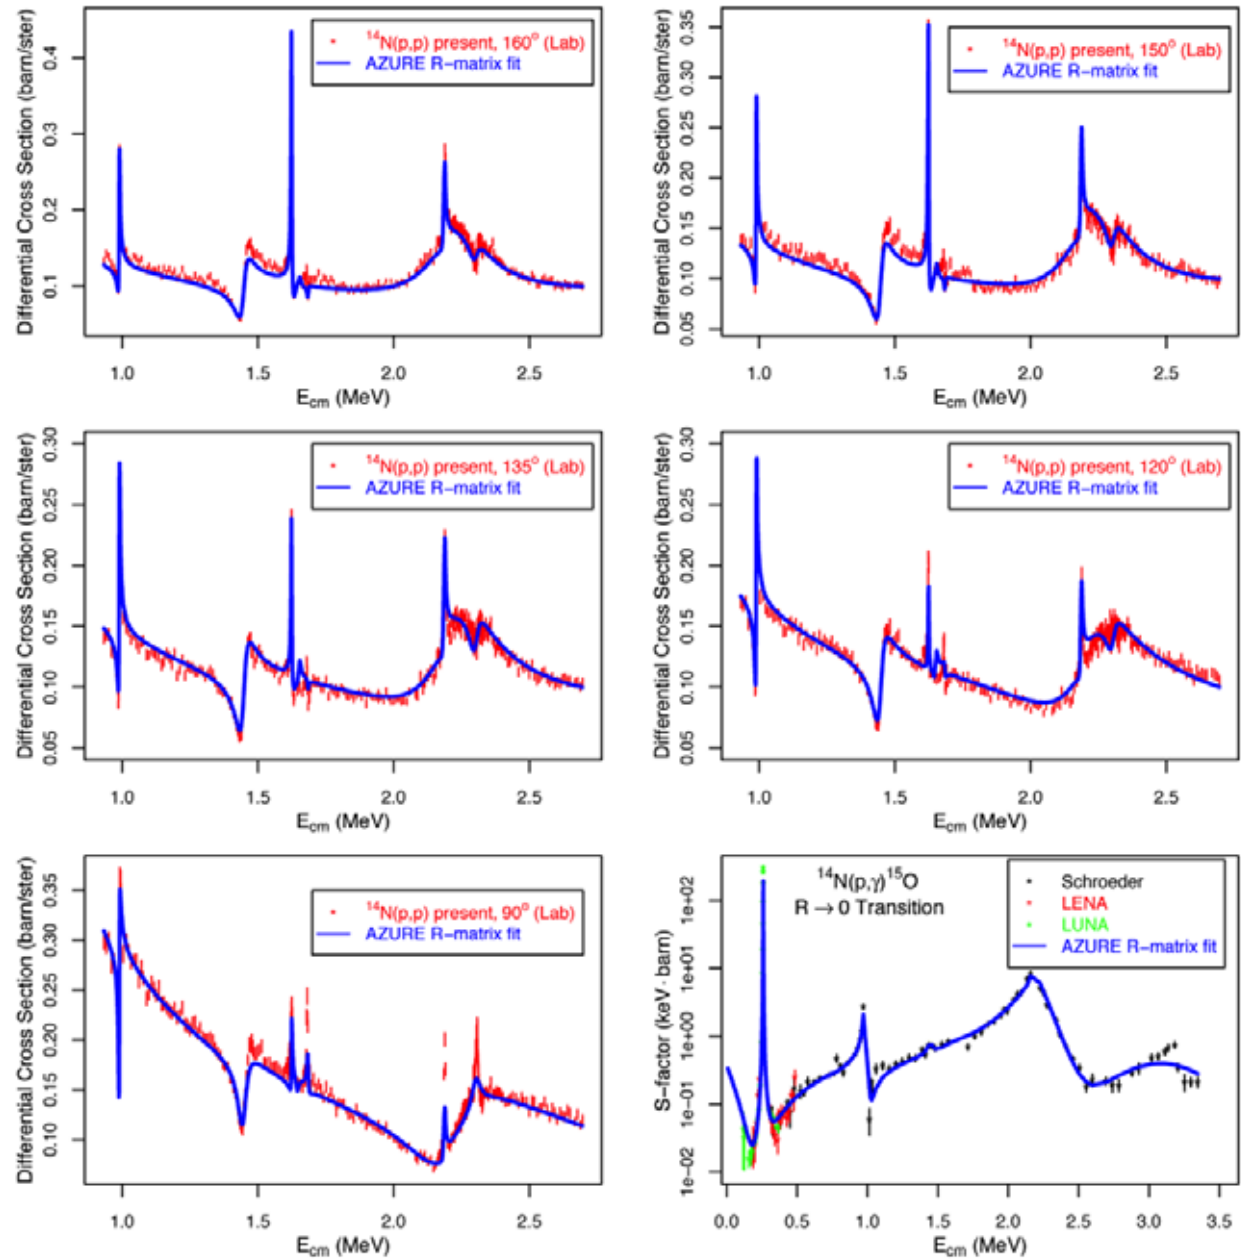 Differential Cross Section (barn/ster)
0.4
0.3
0.2
0.1
¹⁴N(p,p) present, 160° (Lab)
AZURE R−matrix fit
1.0 1.5 2.0 2.5
E_cm (MeV)
Differential Cross Section (barn/ster)
0.35
0.30
0.25
0.20
0.15
0.10
0.05
¹⁴N(p,p) present, 150° (Lab)
AZURE R−matrix fit
1.0 1.5 2.0 2.5
E_cm (MeV)
Differential Cross Section (barn/ster)
0.30
0.25
0.20
0.15
0.10
0.05
¹⁴N(p,p) present, 135° (Lab)
AZURE R−matrix fit
1.0 1.5 2.0 2.5
E_cm (MeV)
Differential Cross Section (barn/ster)
0.30
0.25
0.20
0.15
0.10
0.05
¹⁴N(p,p) present, 120° (Lab)
AZURE R−matrix fit
1.0 1.5 2.0 2.5
E_cm (MeV)
Differential Cross Section (barn/ster)
0.35
0.30
0.25
0.20
0.15
0.10
¹⁴N(p,p) present, 90° (Lab)
AZURE R−matrix fit
1.0 1.5 2.0 2.5
E_cm (MeV)
S−factor (keV·barn)
1e+02
1e+01
1e+00
1e−01
1e−02
¹⁴N(p,γ)¹⁵O
R → 0 Transition
Schroeder
LENA
LUNA
AZURE R−matrix fit
0.0 0.5 1.0 1.5 2.0 2.5 3.0 3.5
E_cm (MeV)